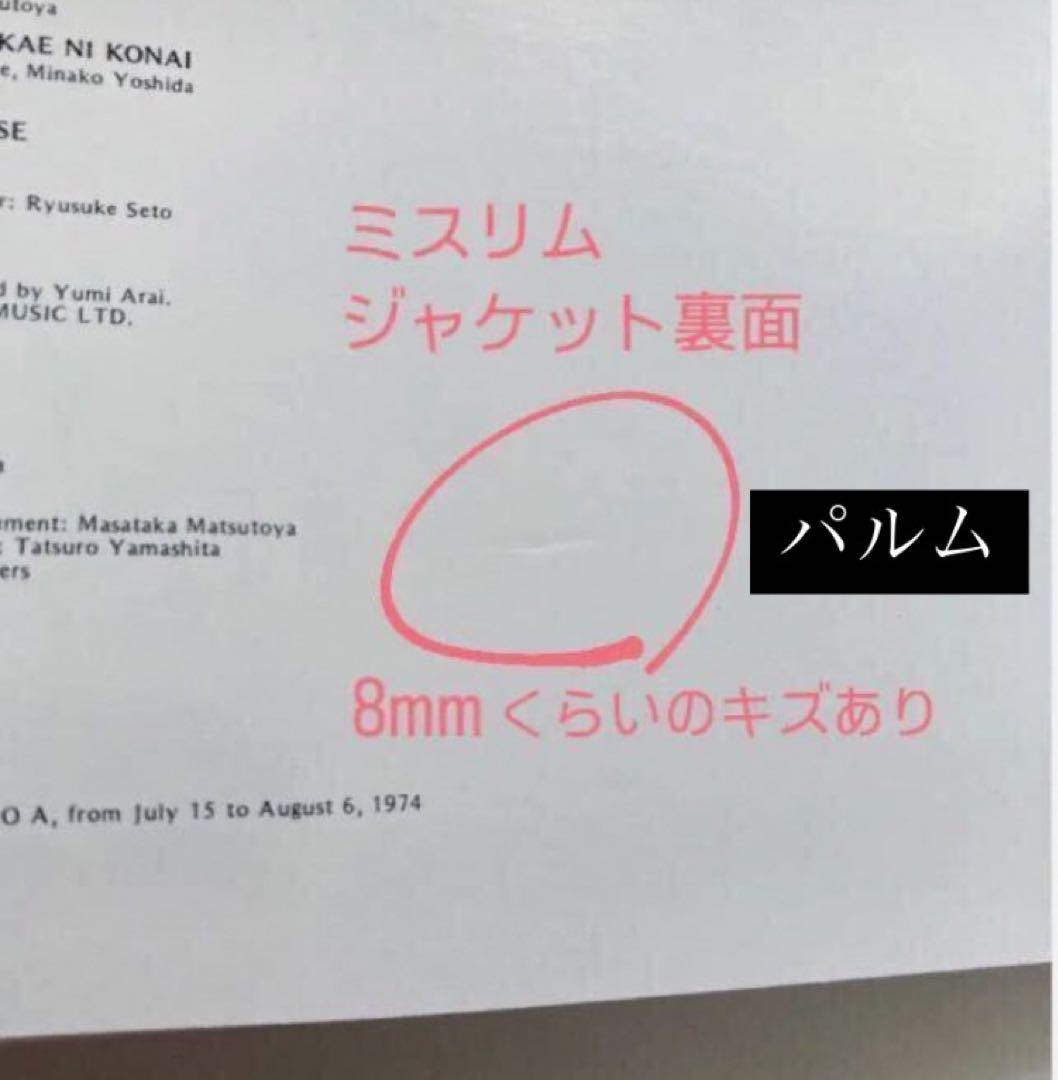 utoya
KAE NI KONAI
e, Minako Yoshida
SE
r: Ryusuke Seto
d by Yumi Arai.
MUSIC LTD.
ミスリム
ジャケット裏面
ument: Masataka Matsutoya
: Tatsuro Yamashita
ers
パルム
8mmくらいのキズあり
O A, from July 15 to August 6, 1974